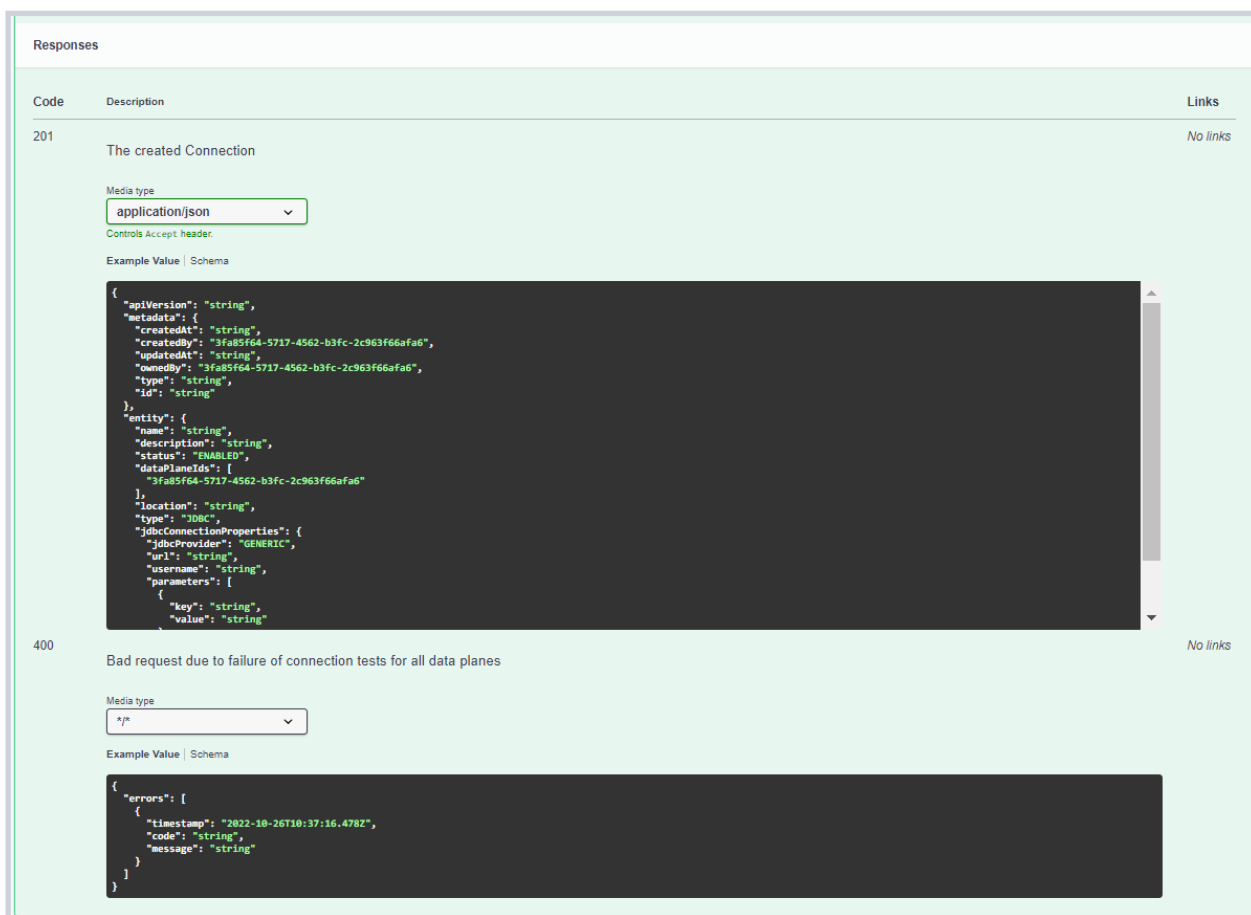 Responses
Code Description Links
201 No links
The created Connection
Media type
application/json
Controls Accept header.
Example Value Schema
{
"apiVersion": "string",
"metadata": {
"createdAt": "string",
"createdBy": "3fa85f64-5717-4562-b3fc-2c963f66afa6",
"updatedAt": "string",
"ownedBy": "3fa85f64-5717-4562-b3fc-2c963f66afa6",
"type": "string",
"id": "string"
},
"entity": {
"name": "string",
"description": "string",
"status": "ENABLED",
"dataPlaneIds": [
"3fa85f64-5717-4562-b3fc-2c963f66afa6"
],
"location": "string",
"type": "JDBC",
"jdbcConnectionProperties": {
"jdbcProvider": "GENERIC",
"url": "string",
"username": "string",
"parameters": [
{
"key": "string",
"value": "string"
400 No links
Bad request due to failure of connection tests for all data planes
Media type
*/*
Example Value Schema
{
"errors": [
{
"timestamp": "2022-10-26T10:37:16.478Z",
"code": "string",
"message": "string"
}
]
}